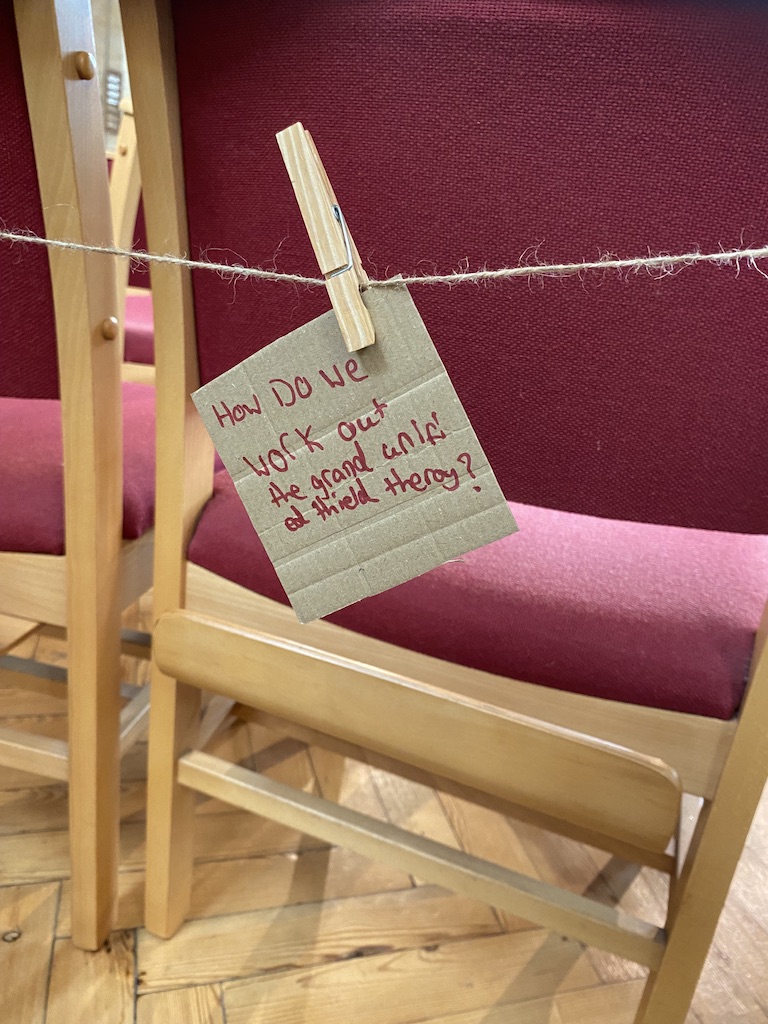 How DO we
work out
the grand unifi
ed thield theroy?